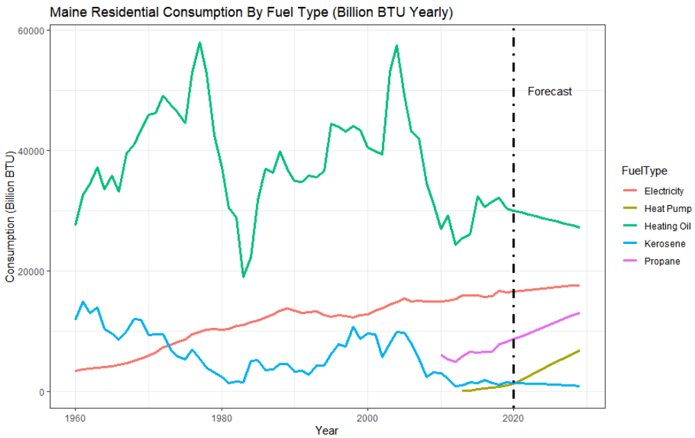 Maine Residential Consumption By Fuel Type (Billion BTU Yearly)
60000
40000
20000
0
Consumption (Billion BTU)
Forecast
1960
1980
2000
2020
Year
FuelType
Electricity
Heat Pump
Heating Oil
Kerosene
Propane